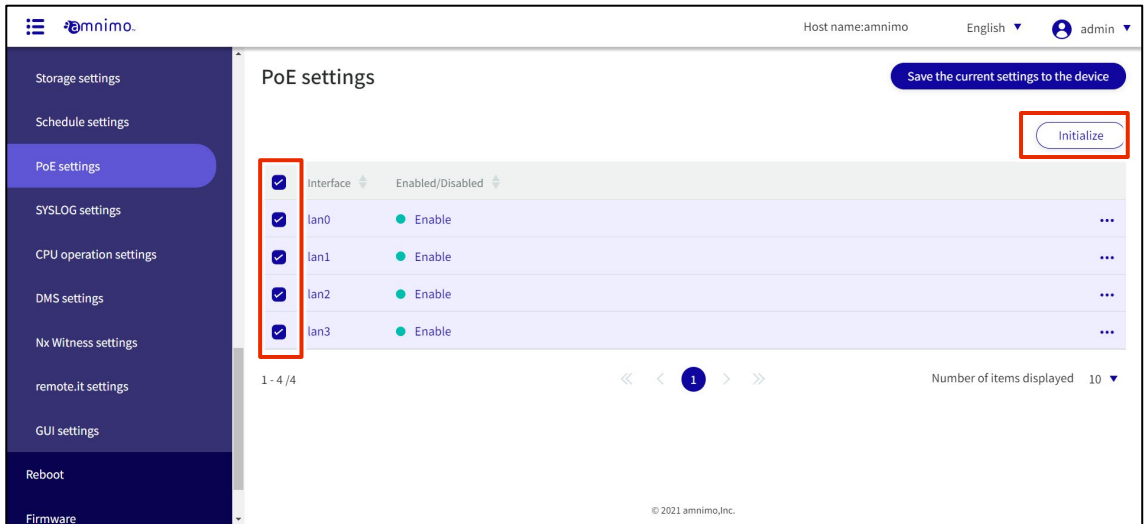 amnimo
Host name:amnimo
English
admin
Storage settings
Schedule settings
PoE settings
SYSLOG settings
CPU operation settings
DMS settings
Nx Witness settings
remote.it settings
GUI settings
Reboot
Firmware
PoE settings
Save the current settings to the device
Initialize
Interface Enabled/Disabled
lan0 Enable
lan1 Enable
lan2 Enable
lan3 Enable
1 - 4 /4
1
Number of items displayed 10
© 2021 amnimo,Inc.